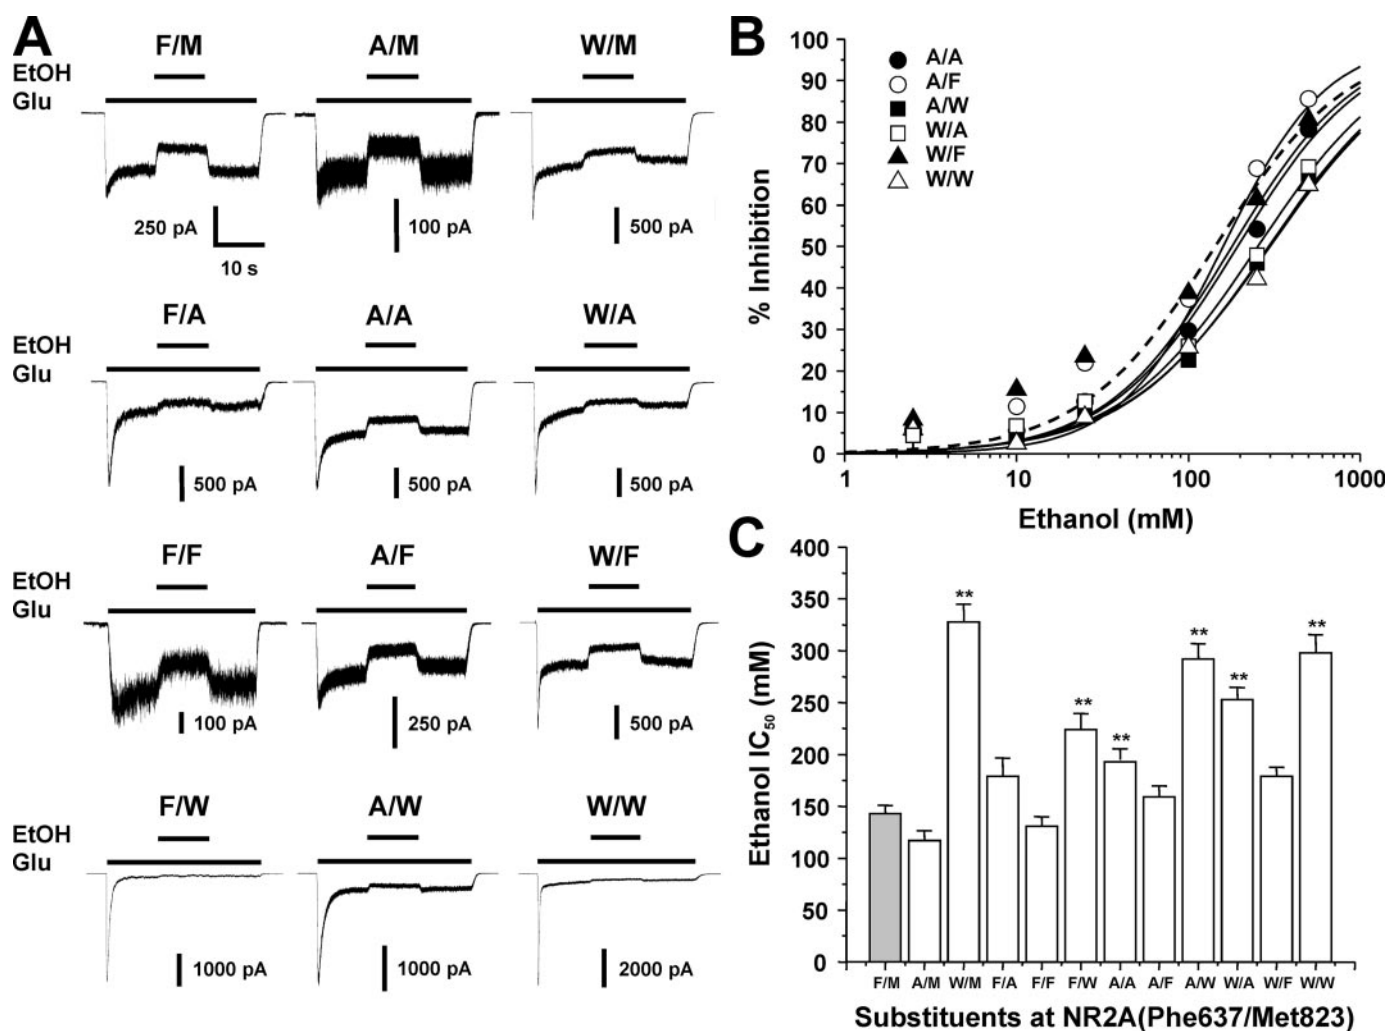 A
F/M A/M W/M
EtOH
Glu
250 pA
10 s
100 pA
500 pA
F/A A/A W/A
EtOH
Glu
500 pA
500 pA
500 pA
F/F A/F W/F
EtOH
Glu
100 pA
250 pA
500 pA
F/W A/W W/W
EtOH
Glu
1000 pA
1000 pA
2000 pA
B
100
90
80
70
60
50
40
30
20
10
0
% Inhibition
A/A
A/F
A/W
W/A
W/F
W/W
1 10 100 1000
Ethanol (mM)
C
400
350
300
250
200
150
100
50
0
Ethanol IC50 (mM)
**
**
**
**
**
**
F/M A/M W/M F/A F/F F/W A/A A/F A/W W/A W/F W/W
Substituents at NR2A(Phe637/Met823)